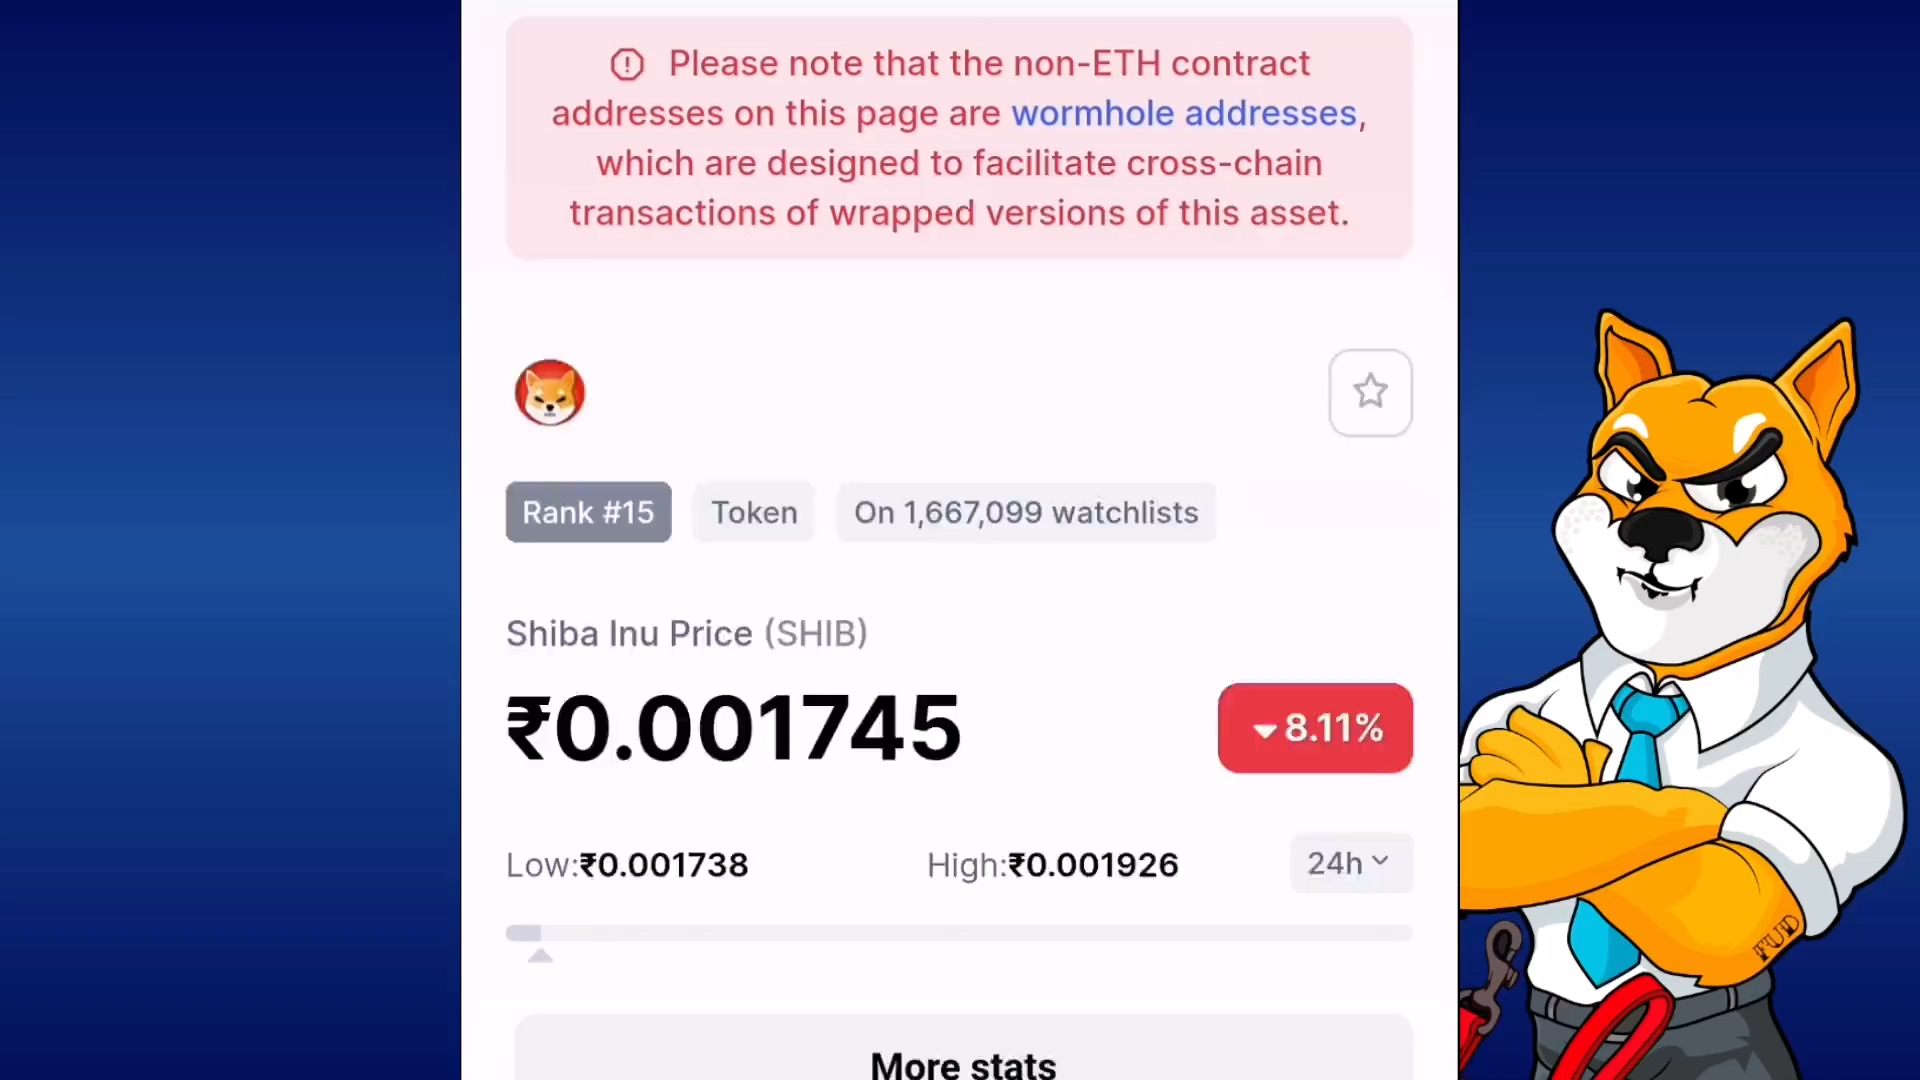 Please note that the non-ETH contract
addresses on this page are wormhole addresses,
which are designed to facilitate cross-chain
transactions of wrapped versions of this asset.
Rank #15 Token On 1,667,099 watchlists
Shiba Inu Price (SHIB)
₹0.001745 8.11%
Low:₹0.001738 High:₹0.001926 24h
FUD
More stats